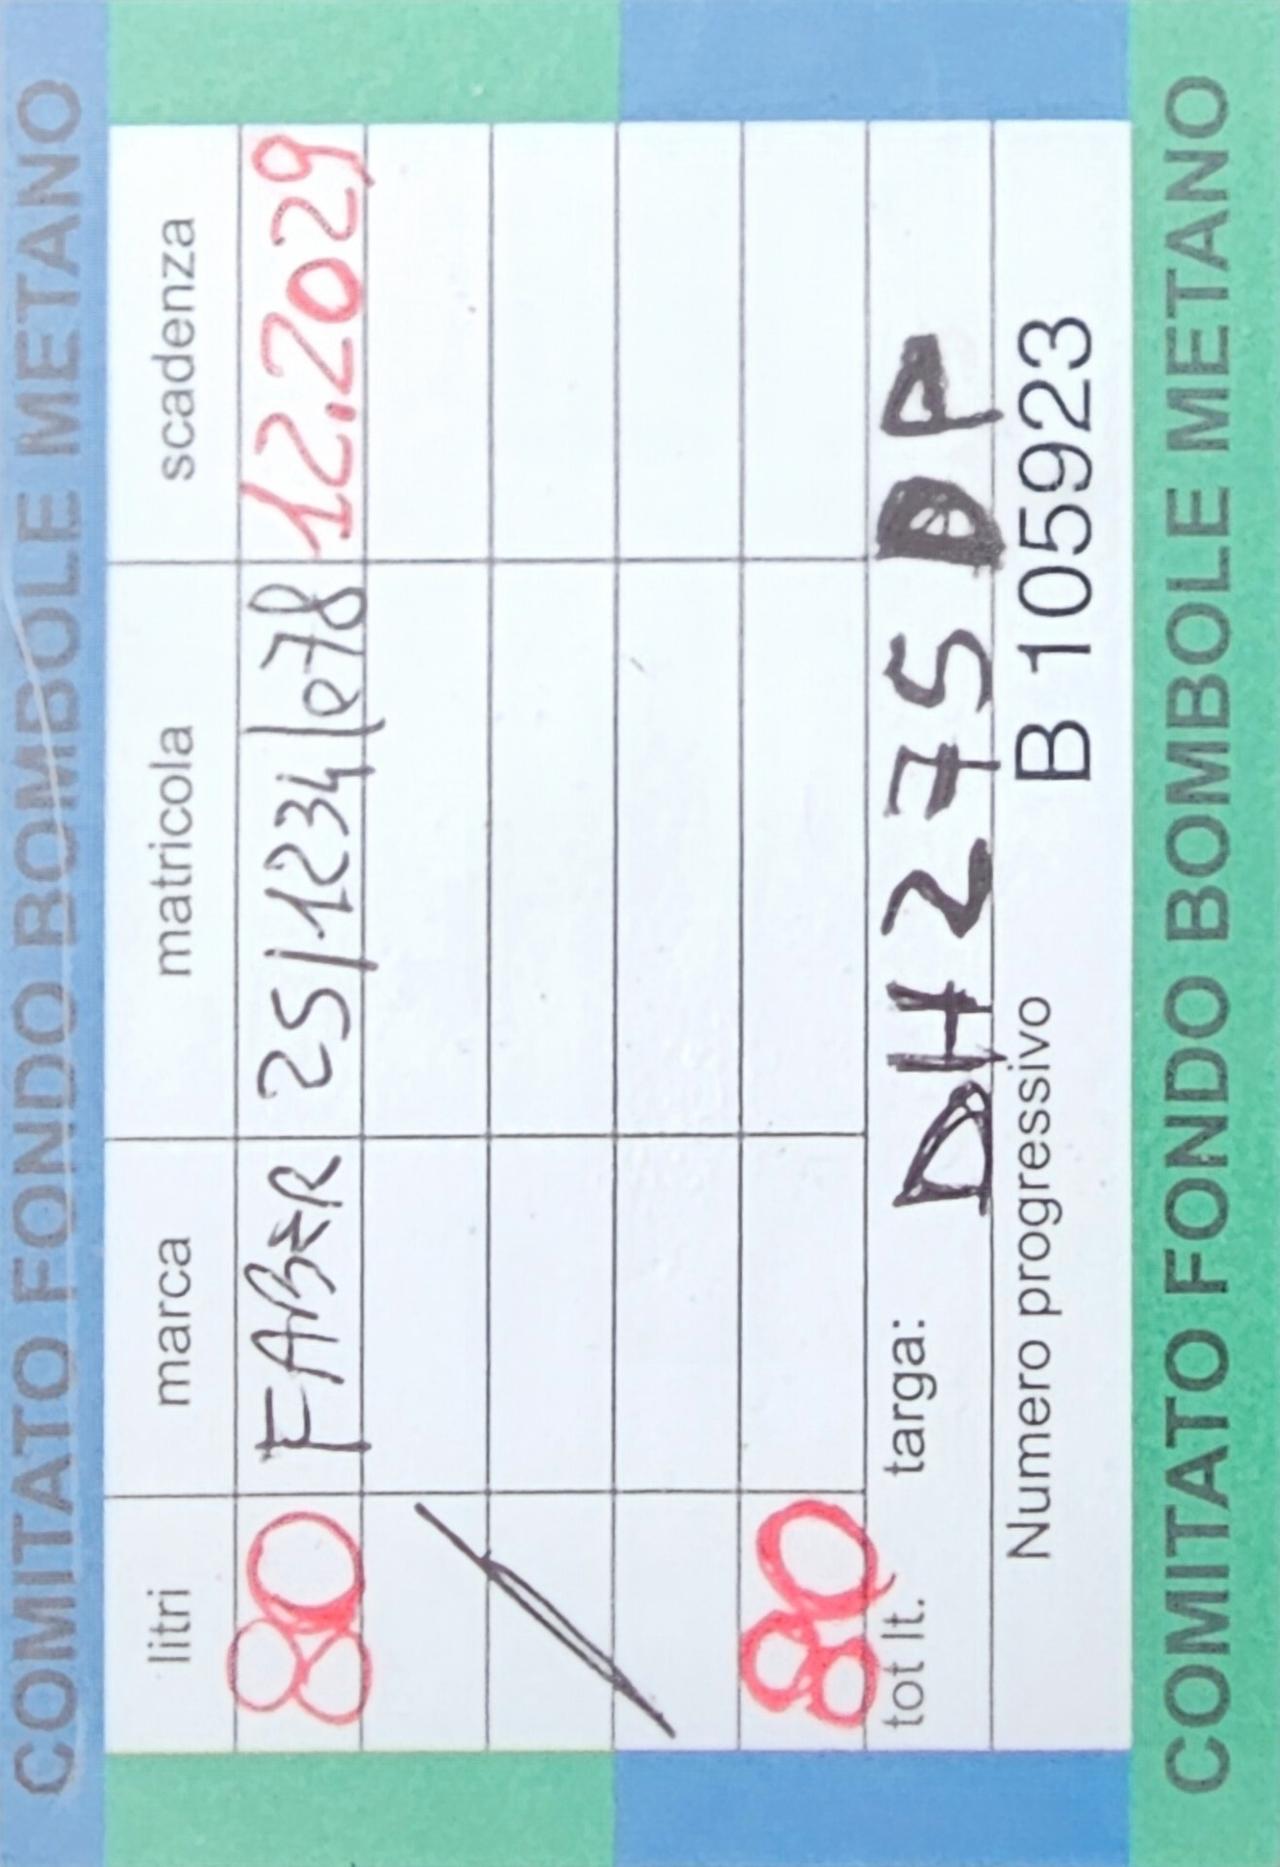 COMITATO FONDO BOMBOLE METANO
litri marca matricola scadenza
80 FABER 25/1234/078 12.2029
80
tot lt. targa: DH275DP
Numero progressivo B 105923
COMITATO FONDO BOMBOLE METANO